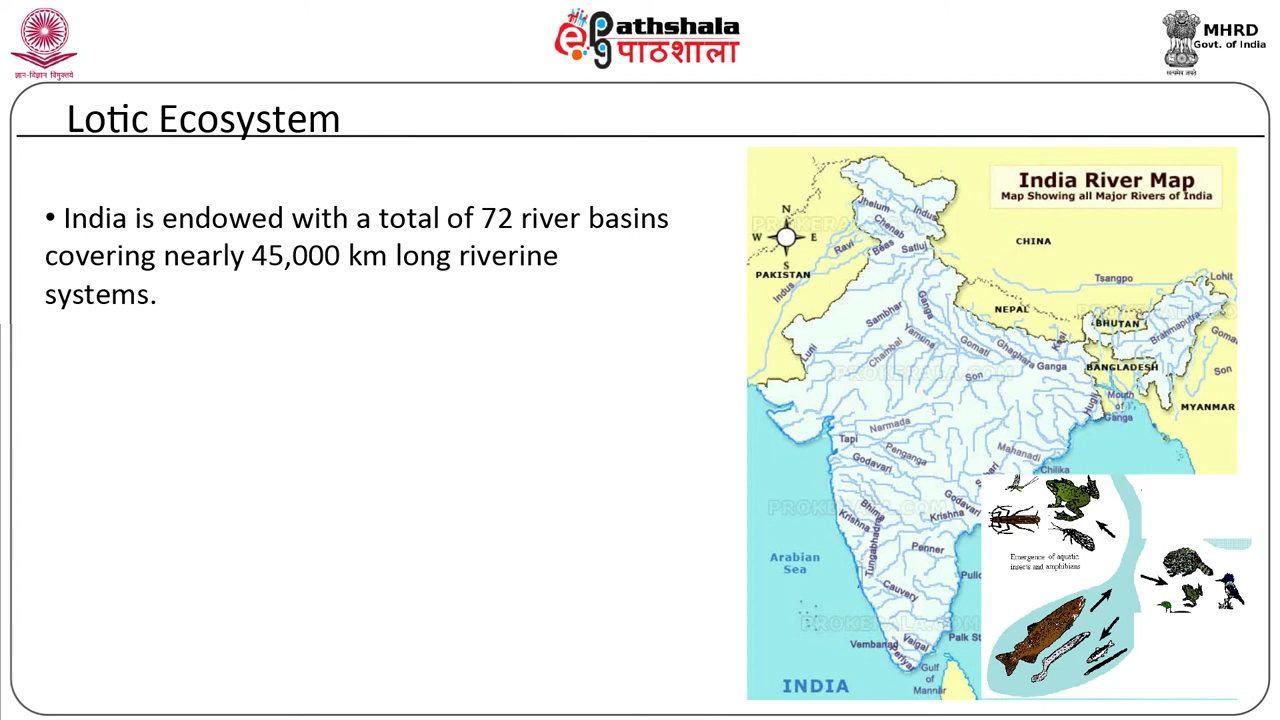 ज्ञान-विज्ञान विमुक्तये
ePathshala
पाठशाला
MHRD
Govt. of India
सत्यमेव जयते
Lotic Ecosystem
• India is endowed with a total of 72 river basins
covering nearly 45,000 km long riverine
systems.
India River Map
Map Showing all Major Rivers of India
N
W E
S
CHINA
PAKISTAN
NEPAL
BHUTAN
BANGLADESH
MYANMAR
Jhelum
Indus
Chenab
Ravi
Beas
Satluj
Indus
Tsangpo
Lohit
Ganga
Sambhar
Yamuna
Luni
Chambal
Gomati
Ghaghara
Kosi
Ganga
Brahmaputra
Son
Son
Hugli
Mouth
of
Ganga
Narmada
Tapi
Penganga
Godavari
Mahanadi
Chilika
Godavari
Bhima
Krishna
Krishna
Tungabhadra
Penner
Arabian
Sea
Cauvery
Vembanad
Vaigai
Periyar
Palk St
Gulf
of
Mannar
INDIA
PROKERALA.COM
Emergence of aquatic
insects and amphibians